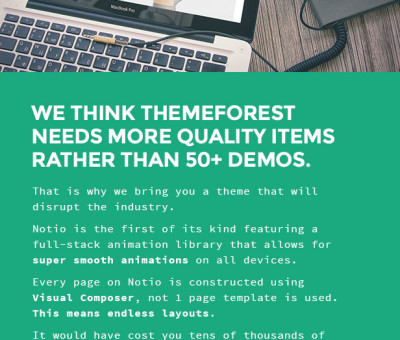 MacBook Pro
WE THINK THEMEFOREST
NEEDS MORE QUALITY ITEMS
RATHER THAN 50+ DEMOS.
That is why we bring you a theme that will
disrupt the industry.
Notio is the first of its kind featuring a
full-stack animation library that allows for
super smooth animations on all devices.
Every page on Notio is constructed using
Visual Composer, not 1 page template is used.
This means endless layouts.
It would have cost you tens of thousands of